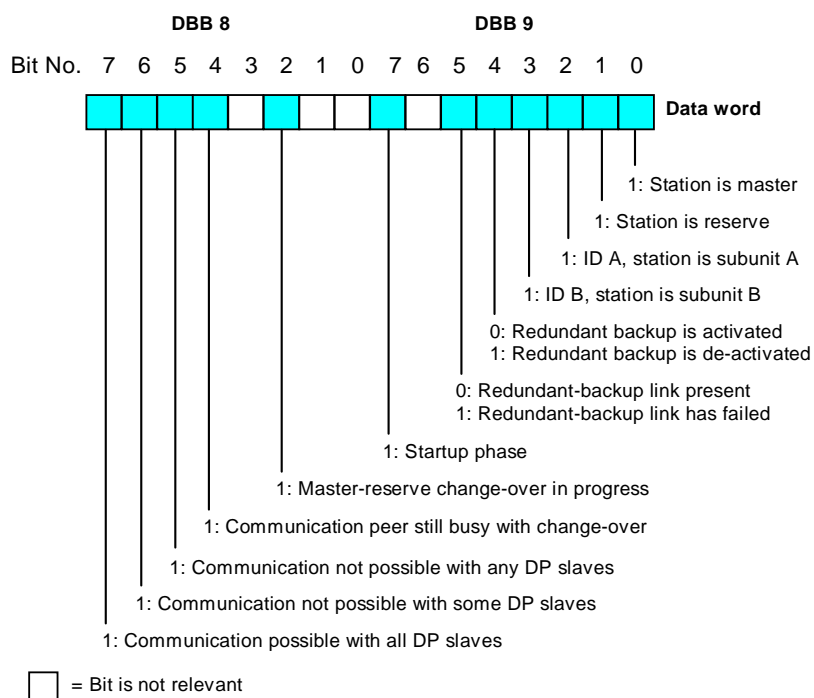 DBB 8 DBB 9
Bit No. 7 6 5 4 3 2 1 0 7 6 5 4 3 2 1 0
Data word
1: Station is master
1: Station is reserve
1: ID A, station is subunit A
1: ID B, station is subunit B
0: Redundant backup is activated
1: Redundant backup is de-activated
0: Redundant-backup link present
1: Redundant-backup link has failed
1: Startup phase
1: Master-reserve change-over in progress
1: Communication peer still busy with change-over
1: Communication not possible with any DP slaves
1: Communication not possible with some DP slaves
1: Communication possible with all DP slaves
= Bit is not relevant